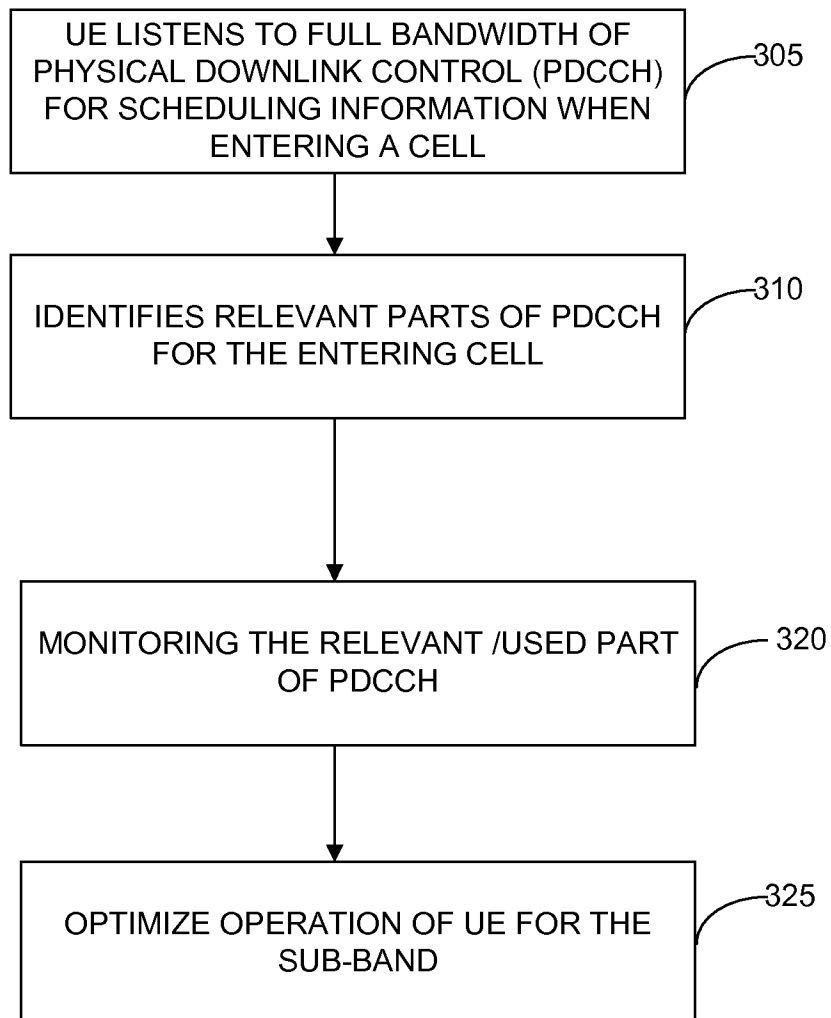 UE LISTENS TO FULL BANDWIDTH OF
PHYSICAL DOWNLINK CONTROL (PDCCH)
FOR SCHEDULING INFORMATION WHEN
ENTERING A CELL
305
IDENTIFIES RELEVANT PARTS OF PDCCH
FOR THE ENTERING CELL
310
MONITORING THE RELEVANT /USED PART
OF PDCCH
320
OPTIMIZE OPERATION OF UE FOR THE
SUB-BAND
325